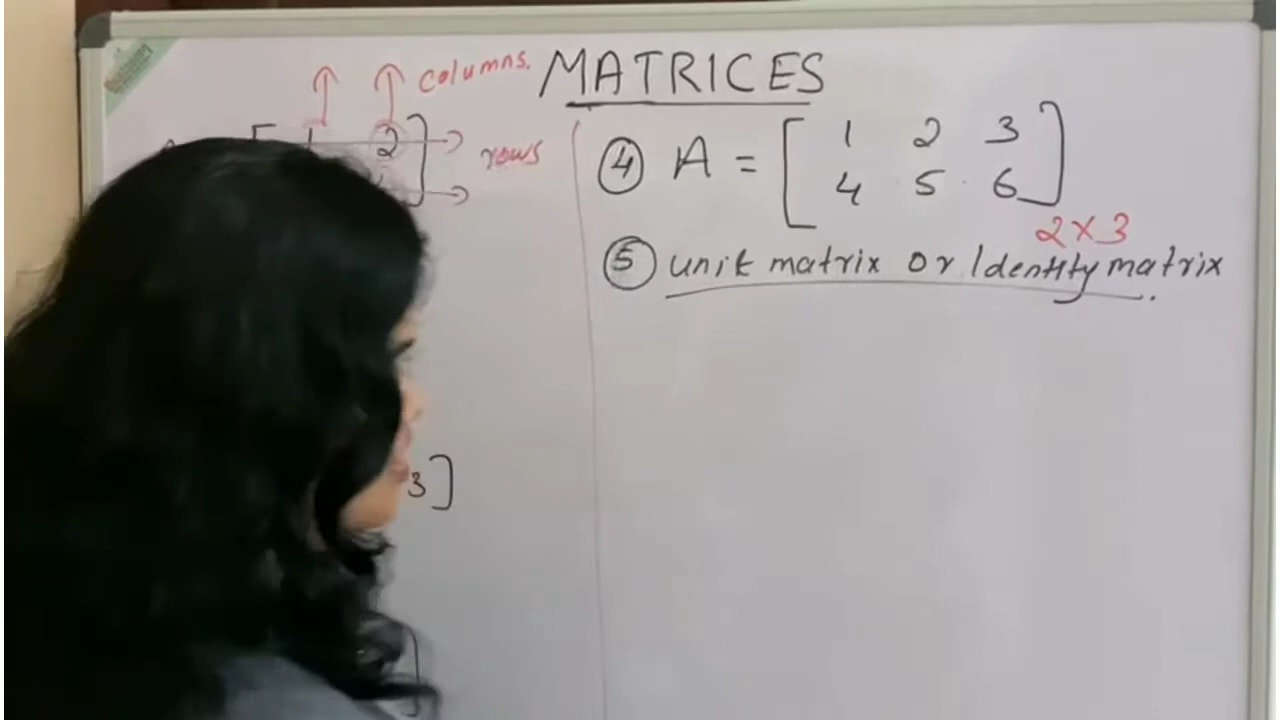 MATRICES
columns.
2
rows
3]
④ A = [ 1 2 3
4 5 6 ]
2×3
⑤ unit matrix or Identity matrix